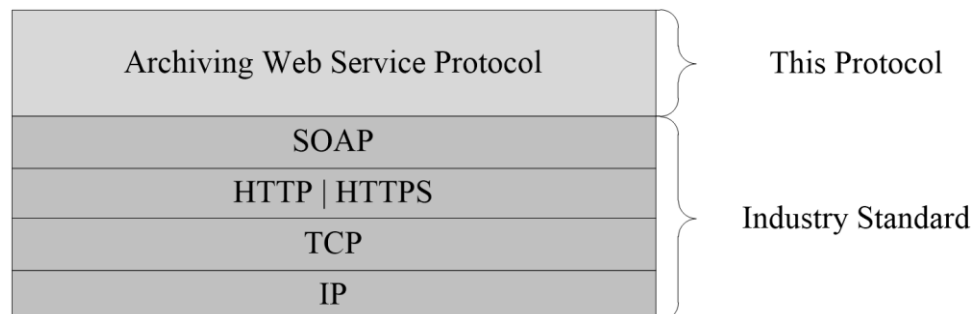 Archiving Web Service Protocol
This Protocol
SOAP
HTTP | HTTPS
TCP
IP
Industry Standard